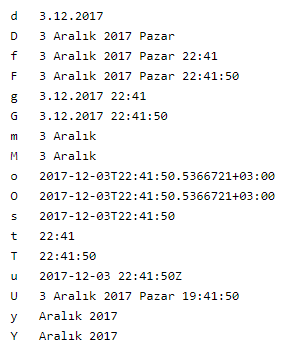 d 3.12.2017
D 3 Aralık 2017 Pazar
f 3 Aralık 2017 Pazar 22:41
F 3 Aralık 2017 Pazar 22:41:50
g 3.12.2017 22:41
G 3.12.2017 22:41:50
m 3 Aralık
M 3 Aralık
o 2017-12-03T22:41:50.5366721+03:00
O 2017-12-03T22:41:50.5366721+03:00
s 2017-12-03T22:41:50
t 22:41
T 22:41:50
u 2017-12-03 22:41:50Z
U 3 Aralık 2017 Pazar 19:41:50
y Aralık 2017
Y Aralık 2017